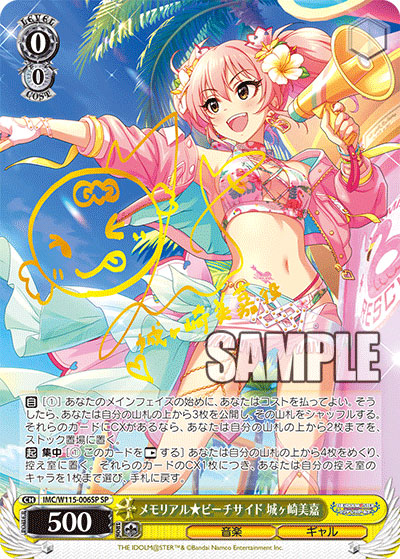 LEVEL
0
0
COST
城ヶ崎美嘉役
SAMPLE
自 [①] あなたのメインフェイズの始めに、あなたはコストを払ってよい。そう
したら、あなたは自分の山札の上から3枚を公開し、その山札をシャッフルする。
それらのカードにCXがあるなら、あなたは自分の山札の上から2枚までを、
ストック置場に置く。
起 集中 [このカードを する] あなたは自分の山札の上から4枚をめくり、
控え室に置く。それらのカードのCX1枚につき、あなたは自分の控え室の
キャラを1枚まで選び、手札に戻す。
CH IMC/W115-006SP SP
メモリアル★ビーチサイド 城ヶ崎美嘉
POWER
500
SOUL
音楽
ギャル
THE IDOLM@STER™ & ©Bandai Namco Entertainment Inc.